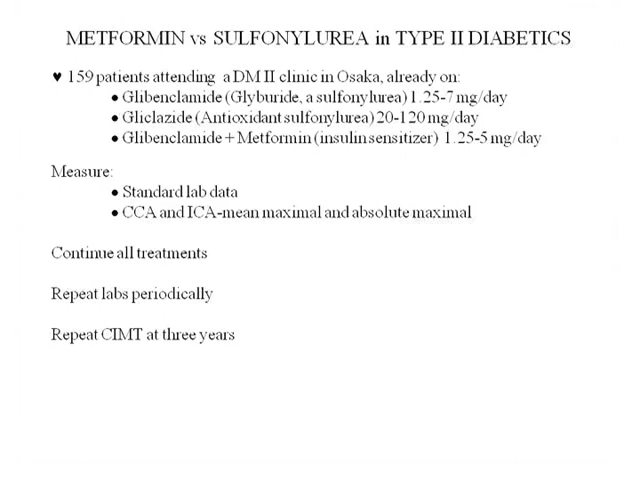 METFORMIN vs SULFONYLUREA in TYPE II DIABETICS
♥ 159 patients attending a DM II clinic in Osaka, already on:
• Glibenclamide (Glyburide, a sulfonylurea) 1.25-7 mg/day
• Gliclazide (Antioxidant sulfonylurea) 20-120 mg/day
• Glibenclamide + Metformin (insulin sensitizer) 1.25-5 mg/day
Measure:
• Standard lab data
• CCA and ICA-mean maximal and absolute maximal
Continue all treatments
Repeat labs periodically
Repeat CIMT at three years